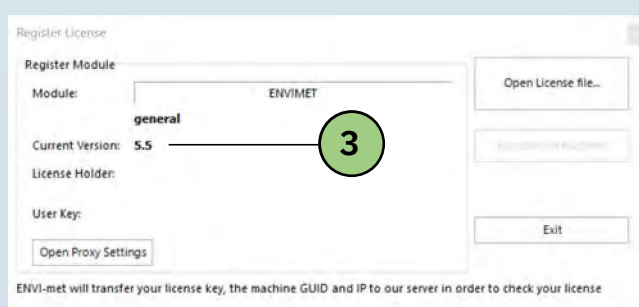 Register License
Register Module
Module: ENVIMET
general
Current Version: 5.5
3
License Holder:
User Key:
Open Proxy Settings
Open License file...
Exit
ENVI-met will transfer your license key, the machine GUID and IP to our server in order to check your license